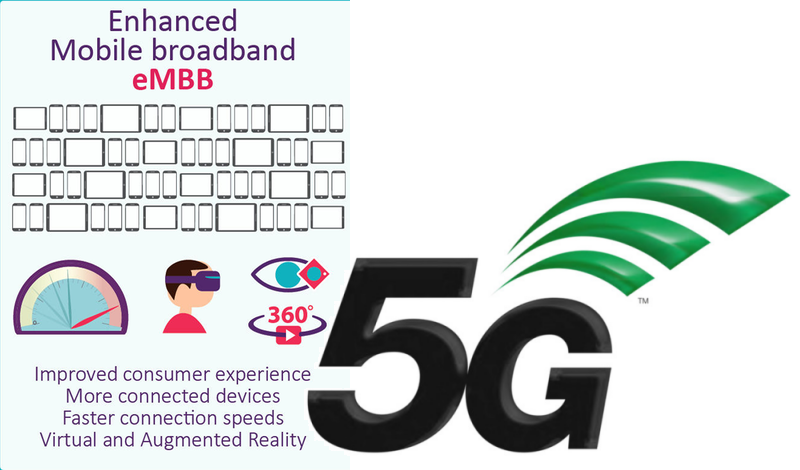 Enhanced
Mobile broadband
eMBB
360°
Improved consumer experience
More connected devices
Faster connection speeds
Virtual and Augmented Reality
5G
TM